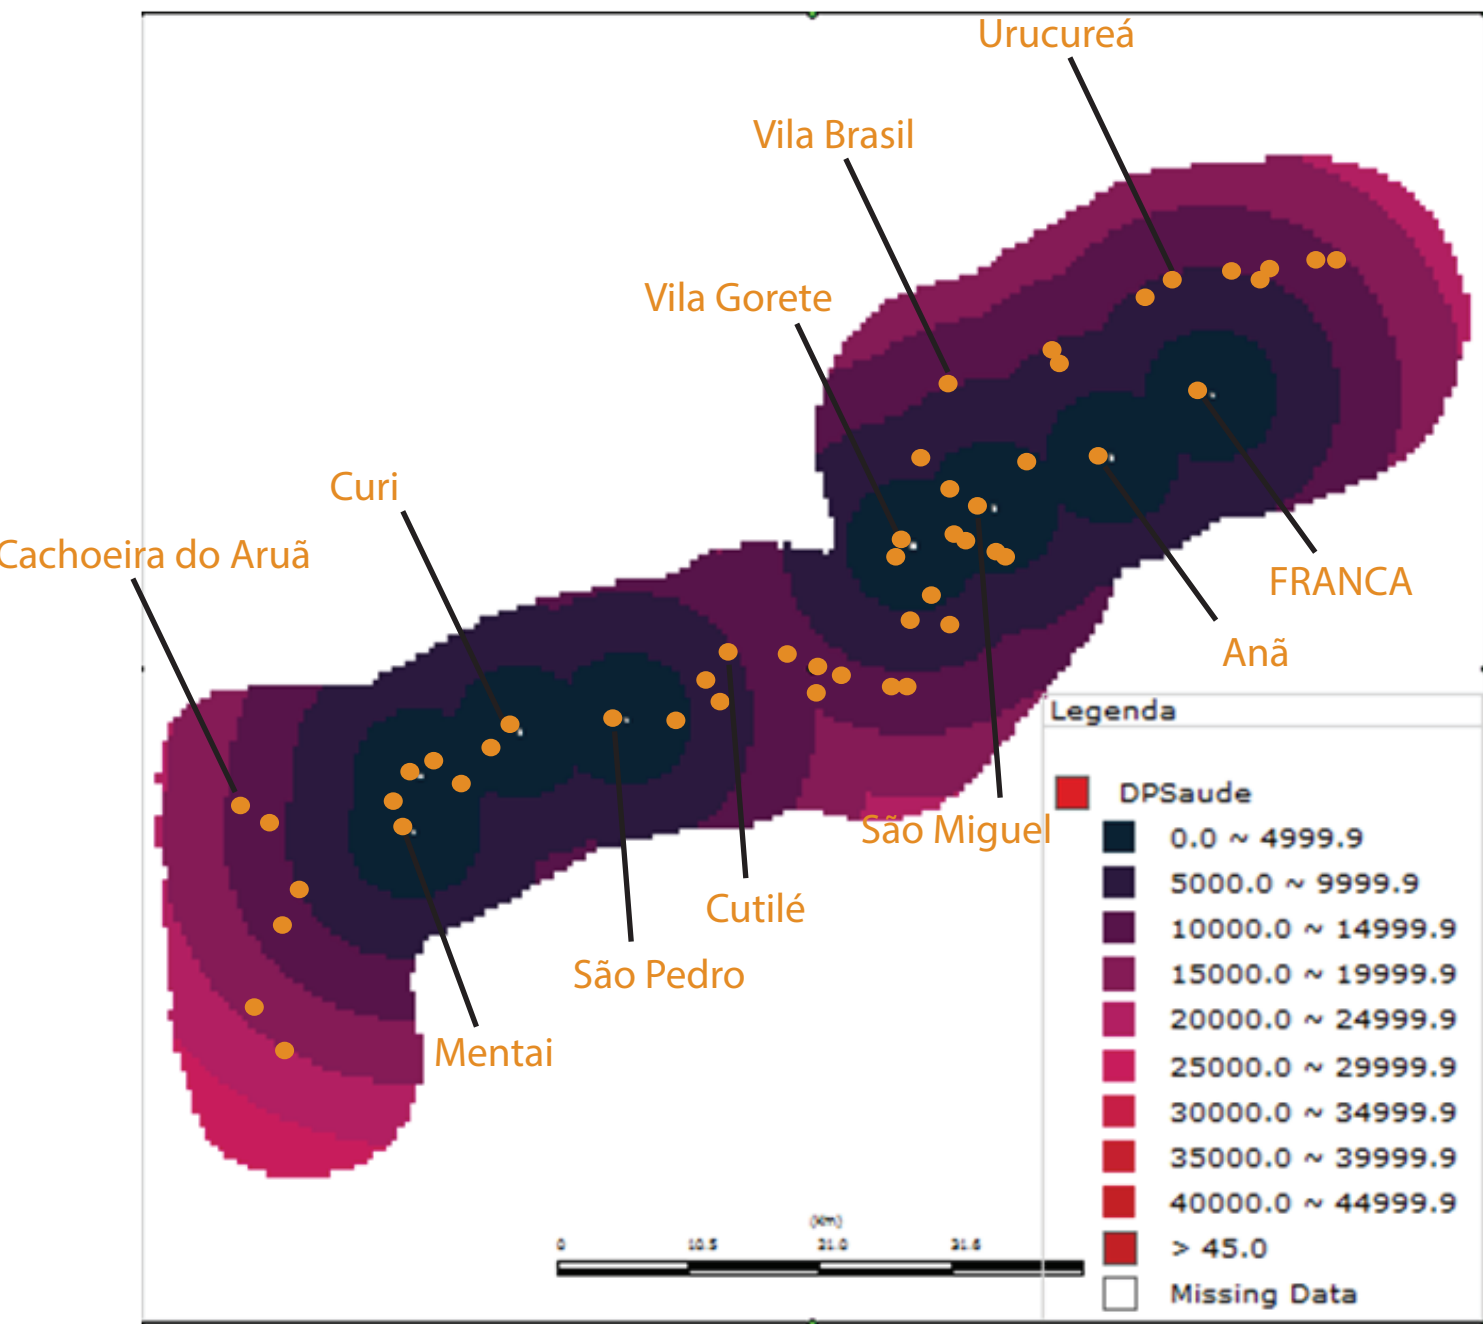 Urucureá
Vila Brasil
Vila Gorete
Curi
Cachoeira do Aruã
FRANCA
Anã
São Miguel
Cutilé
São Pedro
Mentai
Legenda
DPSaude
0.0 ~ 4999.9
5000.0 ~ 9999.9
10000.0 ~ 14999.9
15000.0 ~ 19999.9
20000.0 ~ 24999.9
25000.0 ~ 29999.9
30000.0 ~ 34999.9
35000.0 ~ 39999.9
40000.0 ~ 44999.9
> 45.0
Missing Data
(Km)
0 10.5 21.0 31.6